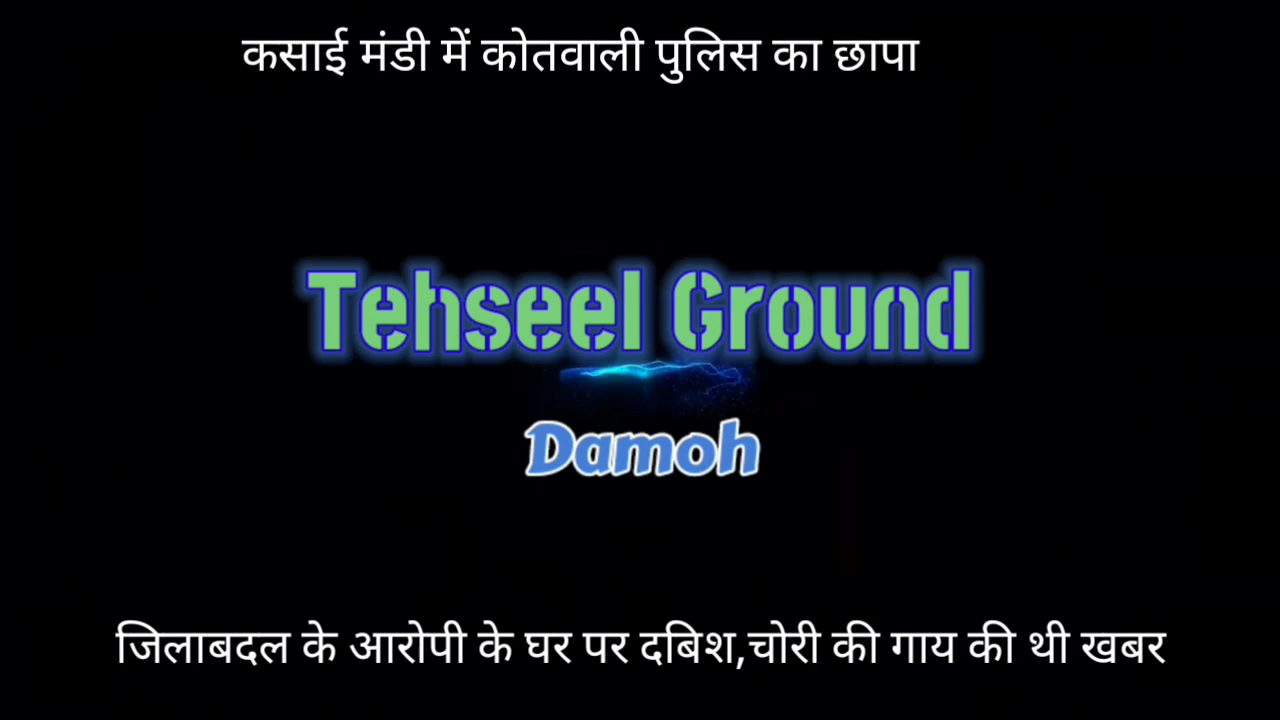 कसाई मंडी में कोतवाली पुलिस का छापा
Tehseel Ground
Damoh
जिलाबदल के आरोपी के घर पर दबिश,चोरी की गाय की थी खबर